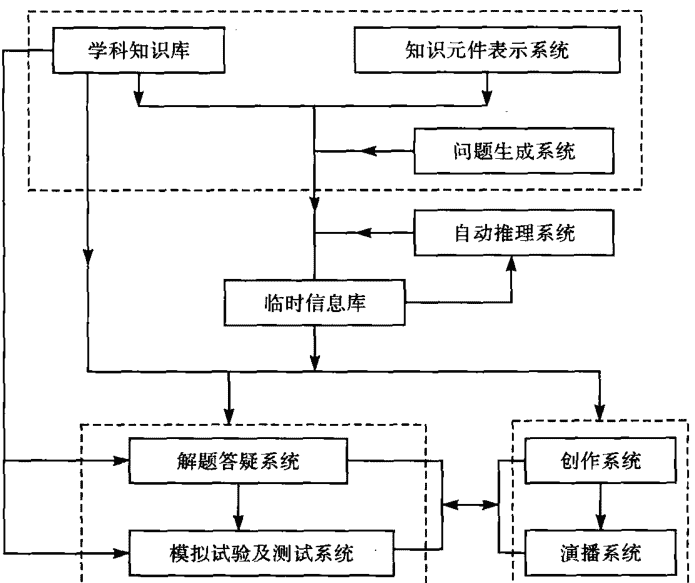 学科知识库
知识元件表示系统
问题生成系统
自动推理系统
临时信息库
解题答疑系统
创作系统
模拟试验及测试系统
演播系统